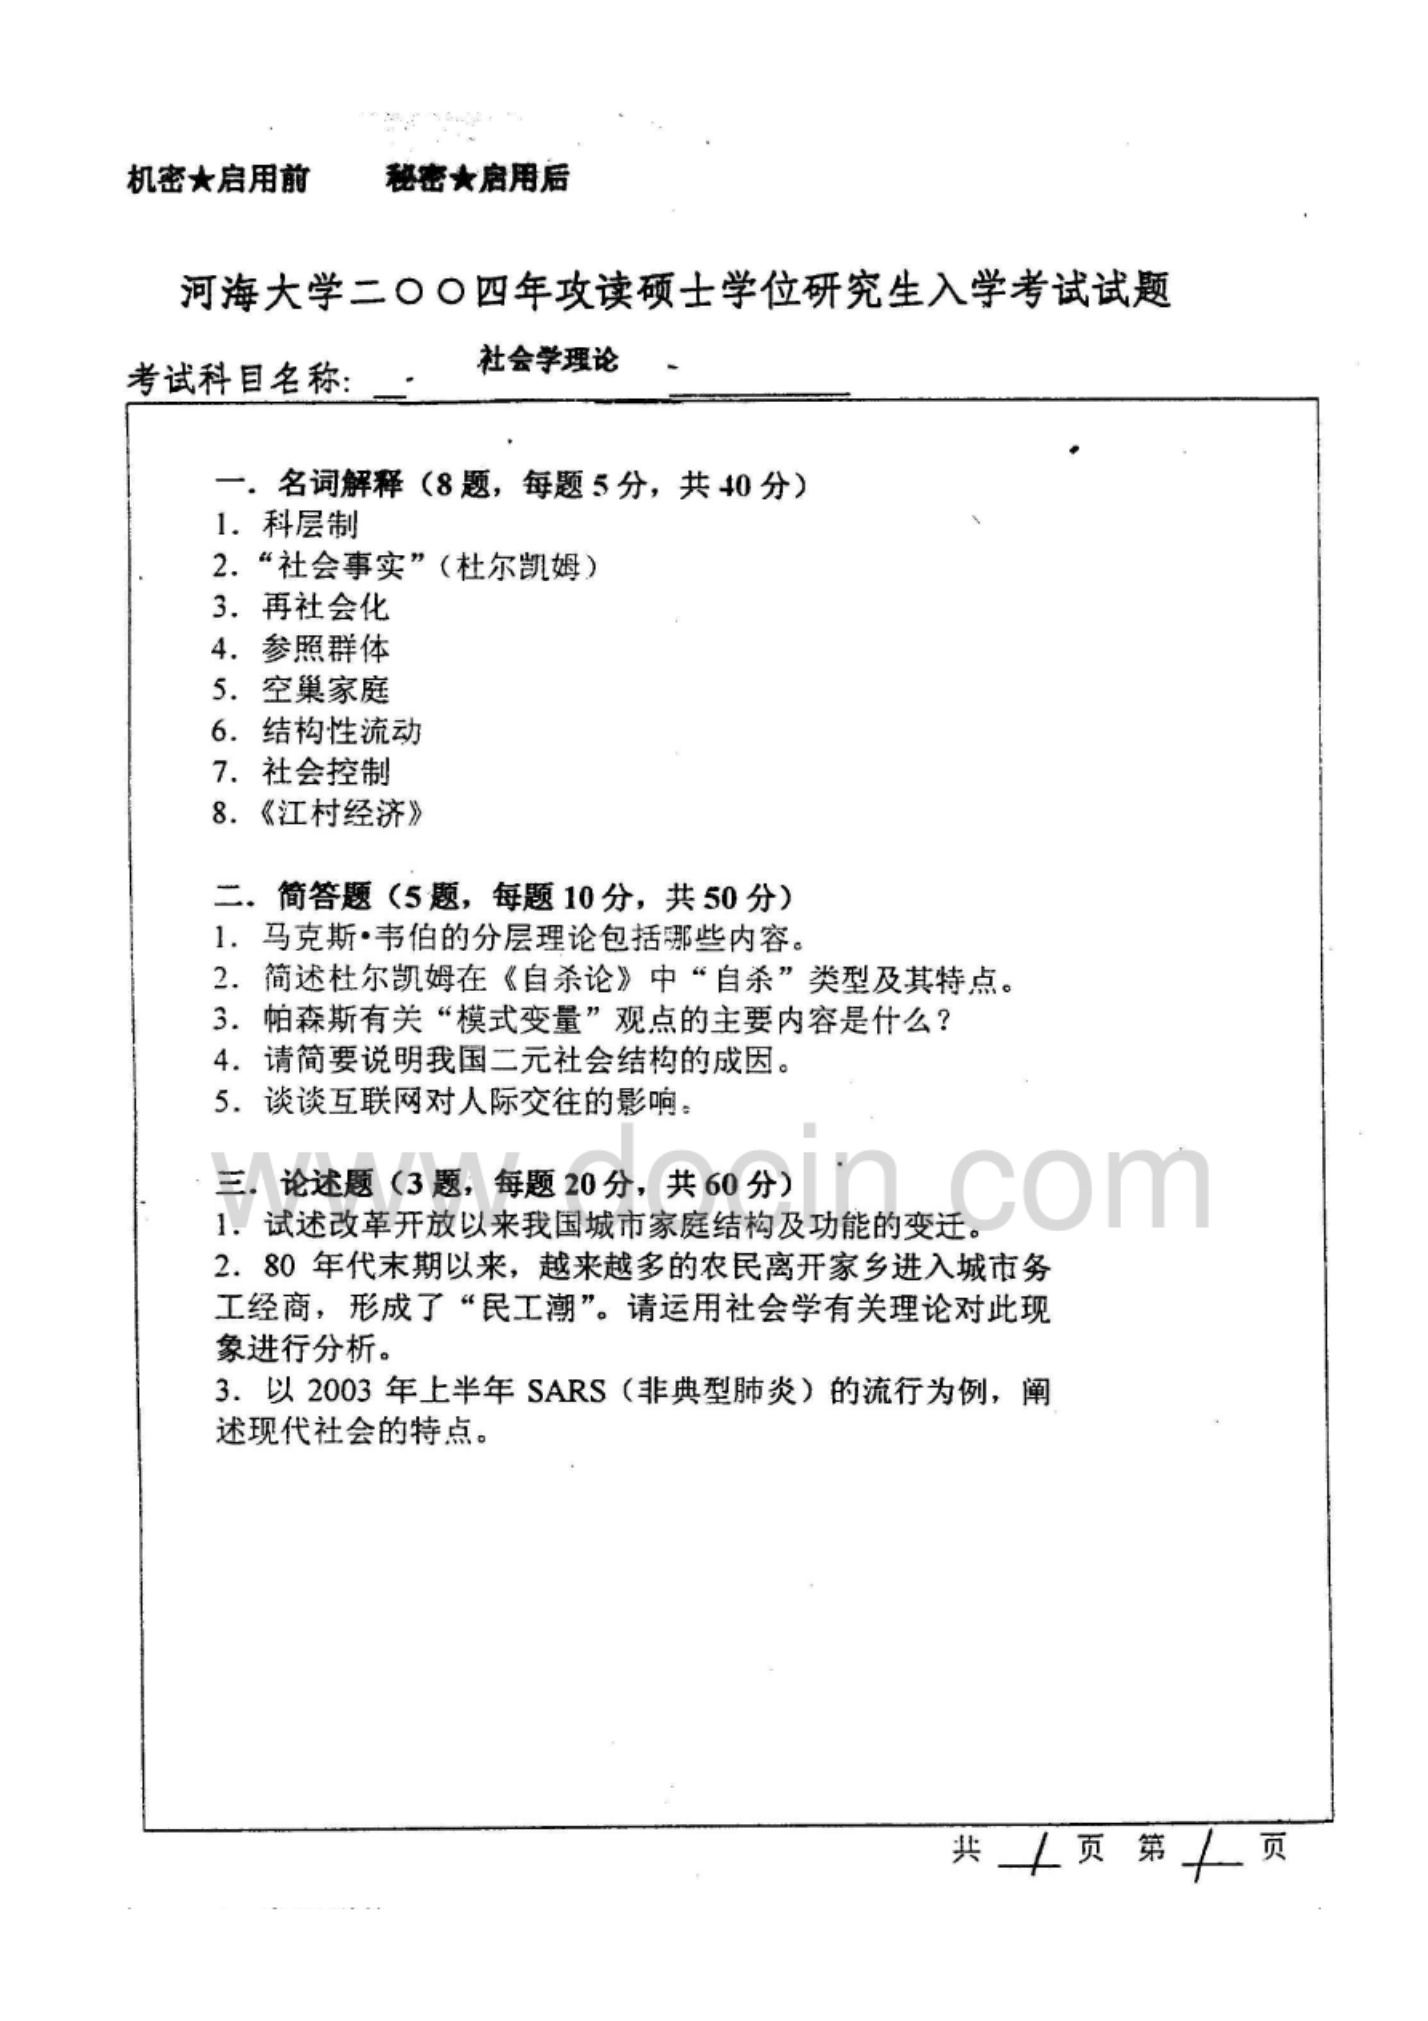 机密★启用前 秘密★启用后
河海大学二〇〇四年攻读硕士学位研究生入学考试试题
考试科目名称: 社会学理论
一．名词解释（8题，每题5分，共40分）
1．科层制
2．“社会事实”（杜尔凯姆）
3．再社会化
4．参照群体
5．空巢家庭
6．结构性流动
7．社会控制
8．《江村经济》
二．简答题（5题，每题10分，共50分）
1．马克斯•韦伯的分层理论包括哪些内容。
2．简述杜尔凯姆在《自杀论》中“自杀”类型及其特点。
3．帕森斯有关“模式变量”观点的主要内容是什么？
4．请简要说明我国二元社会结构的成因。
5．谈谈互联网对人际交往的影响。
www.docin.com
三．论述题（3题，每题20分，共60分）
1．试述改革开放以来我国城市家庭结构及功能的变迁。
2．80 年代末期以来，越来越多的农民离开家乡进入城市务
工经商，形成了“民工潮”。请运用社会学有关理论对此现
象进行分析。
3．以 2003 年上半年 SARS（非典型肺炎）的流行为例，阐
述现代社会的特点。
共 1 页 第 1 页